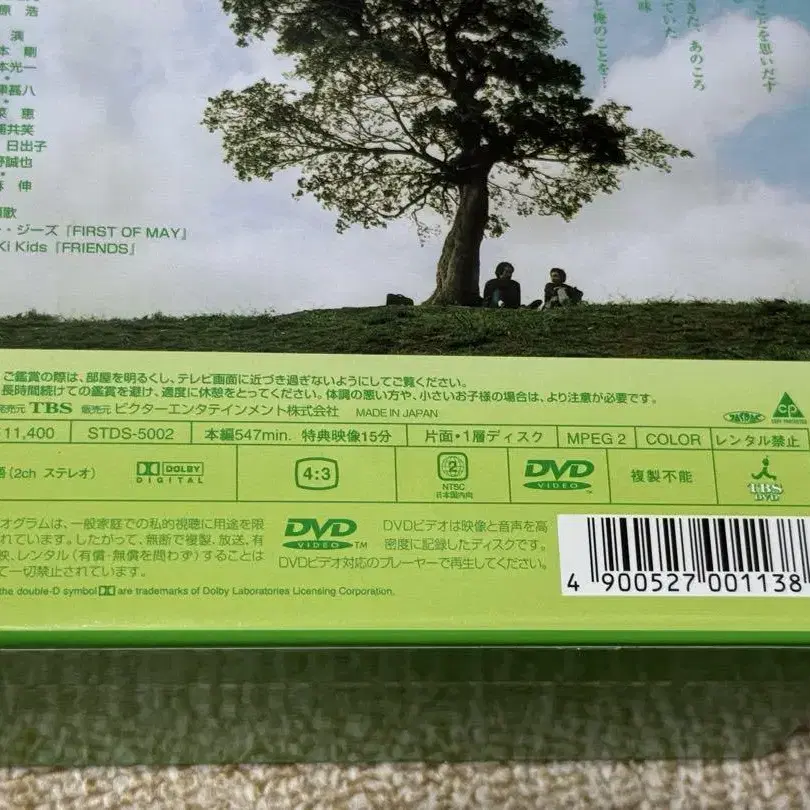 原 浩
演
本 剛
本光一
菜 恵
日出子
野誠也
伸
・ジーズ『FIRST OF MAY』
Ki Kids『FRIENDS』
ことを思いだす
きた、あのころ
ていた
味
と俺のことを…
ご鑑賞の際は、部屋を明るくし、テレビ画面に近づき過ぎないようにしてご覧ください。
長時間続けての鑑賞を避け、適度に休憩をとってください。体調の悪い方や、小さいお子様の場合は、より注意が必要です。
発売元 TBS 販売元 ビクターエンタテインメント株式会社 MADE IN JAPAN
11,400 STDS-5002 本編547min. 特典映像15分 片面・1層ディスク MPEG 2 COLOR レンタル禁止
(2ch ステレオ) DOLBY DIGITAL 4:3 2 NTSC 日本国内向 DVD VIDEO TM 複製不能 TBS DVD
オグラムは、一般家庭での私的視聴に用途を限
れています。したがって、無断で複製、放送、有
映、レンタル(有償・無償を問わず)することは
て一切禁止されています。
DVD VIDEO TM
DVDビデオは映像と音声を高
密度に記録したディスクです。
DVDビデオ対応のプレーヤーで再生してください。
4 900527 001138
the double-D symbol are trademarks of Dolby Laboratories Licensing Corporation.